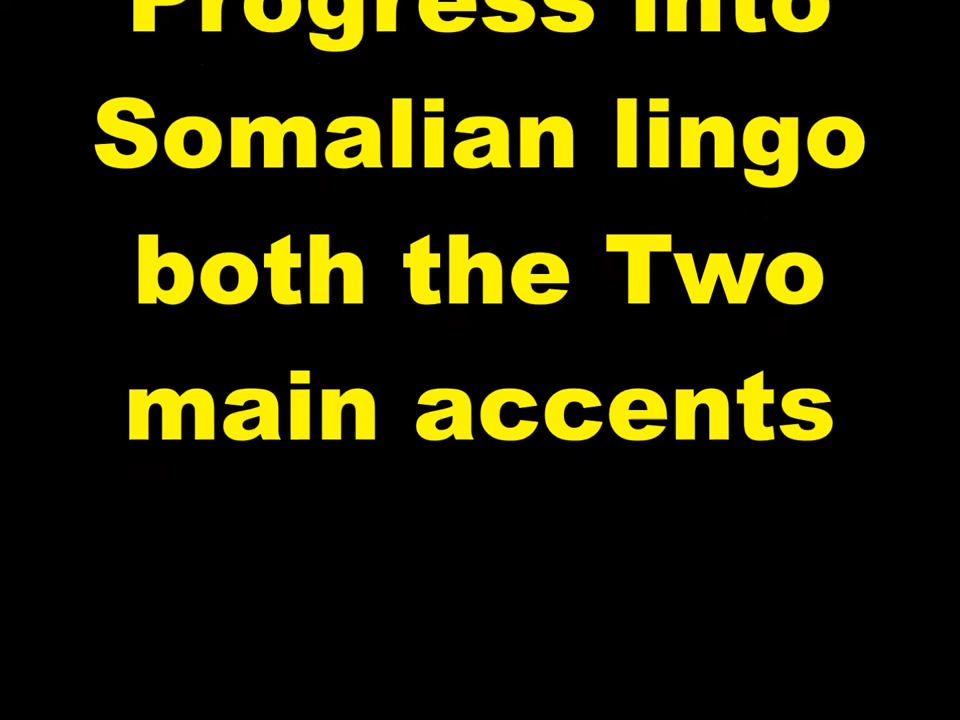 Progress into
Somalian lingo
both the Two
main accents